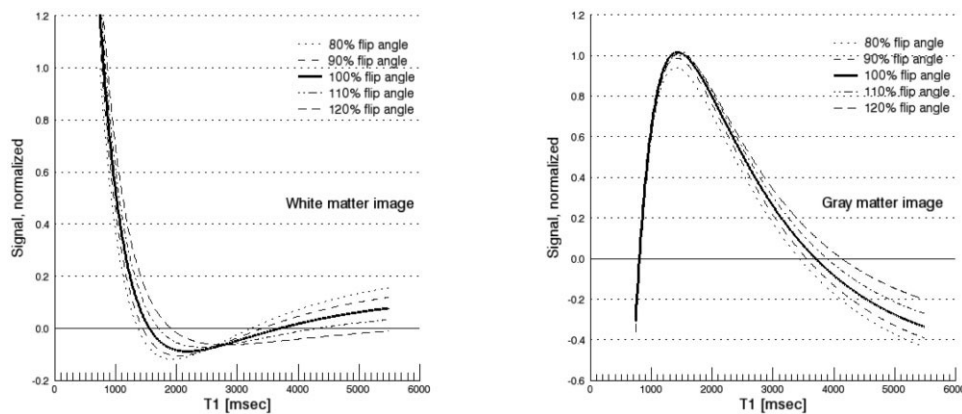 1.2
1.0
0.8
0.6
0.4
0.2
0.0
-0.2
Signal, normalized
80% flip angle
90% flip angle
100% flip angle
110% flip angle
120% flip angle
White matter image
0 1000 2000 3000 4000 5000 6000
T1 [msec]
1.2
1.0
0.8
0.6
0.4
0.2
0.0
-0.2
-0.4
-0.6
Signal, normalized
80% flip angle
90% flip angle
100% flip angle
110% flip angle
120% flip angle
Gray matter image
0 1000 2000 3000 4000 5000 6000
T1 [msec]